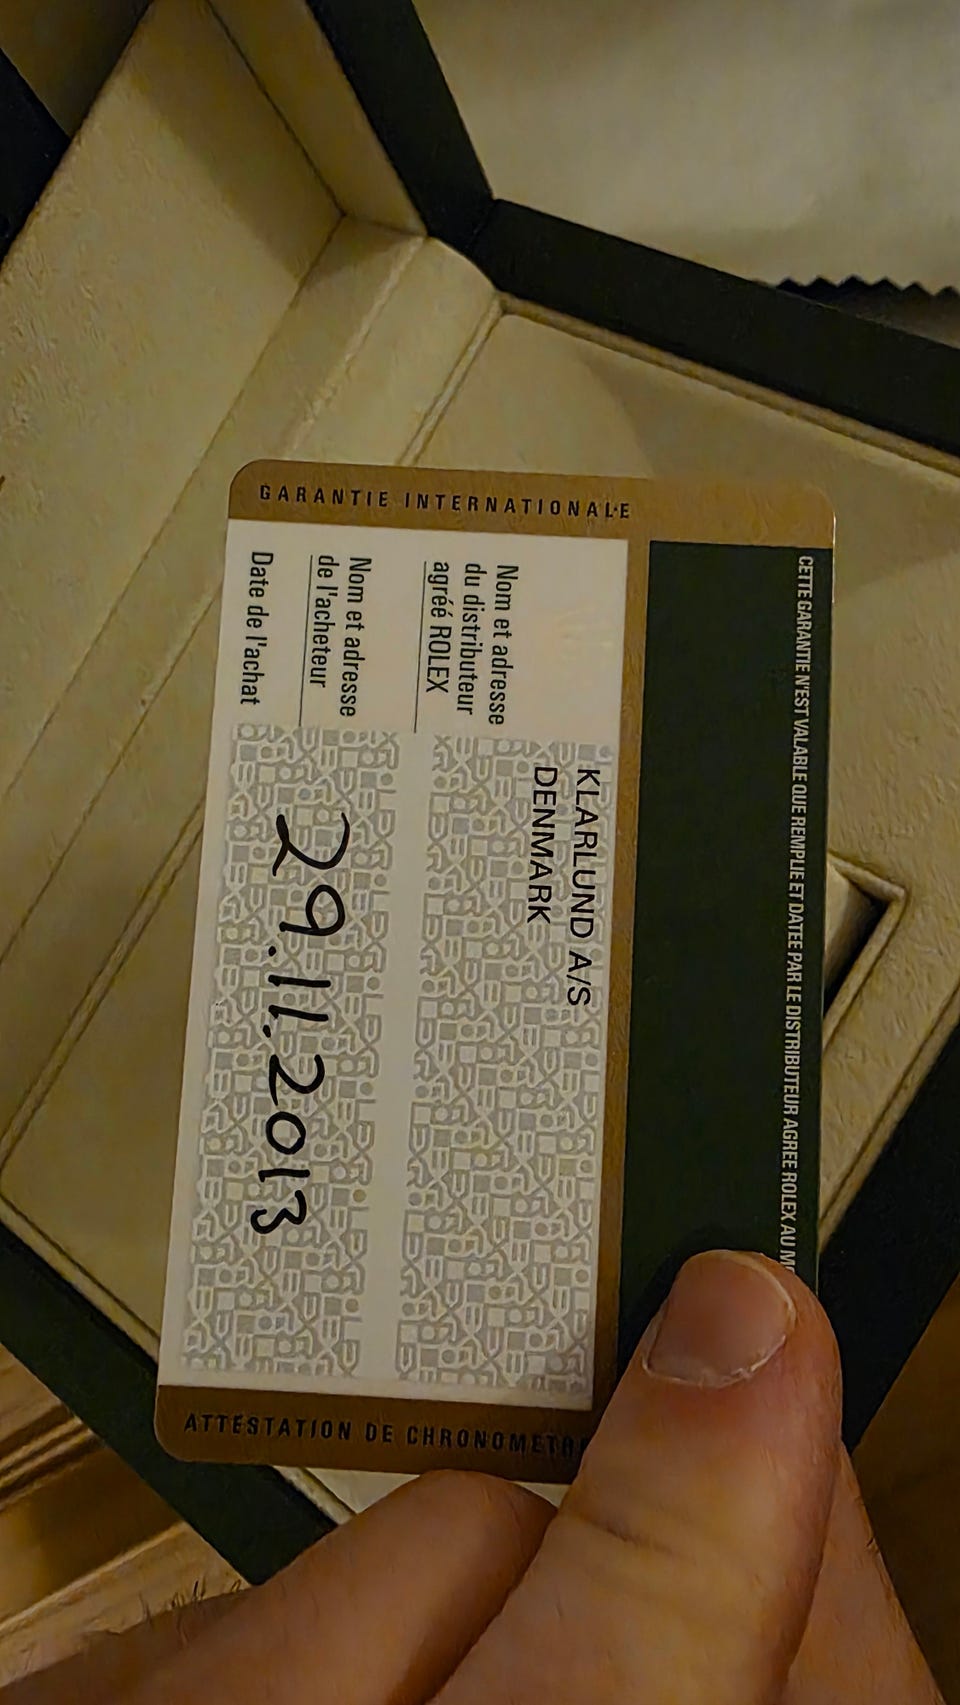 GARANTIE INTERNATIONALE
CETTE GARANTIE N'EST VALABLE QUE REMPLIE ET DATEE PAR LE DISTRIBUTEUR AGREE ROLEX AU
Nom et adresse
du distributeur
agréé ROLEX
KLARLUND A/S
DENMARK
Nom et adresse
de l'acheteur
Date de l'achat
29.11.2013
ATTESTATION DE CHRONOMETR